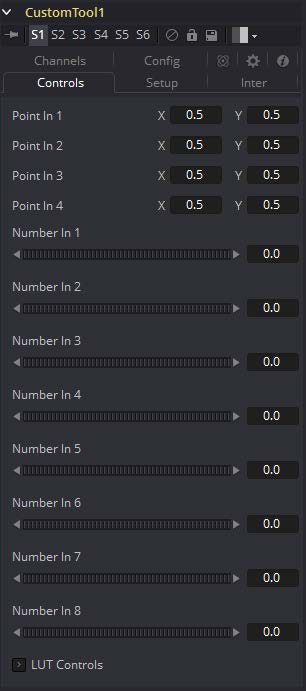 CustomTool1
S1 S2 S3 S4 S5 S6
Channels Config
Controls Setup Inter
Point In 1 X 0.5 Y 0.5
Point In 2 X 0.5 Y 0.5
Point In 3 X 0.5 Y 0.5
Point In 4 X 0.5 Y 0.5
Number In 1
0.0
Number In 2
0.0
Number In 3
0.0
Number In 4
0.0
Number In 5
0.0
Number In 6
0.0
Number In 7
0.0
Number In 8
0.0
LUT Controls